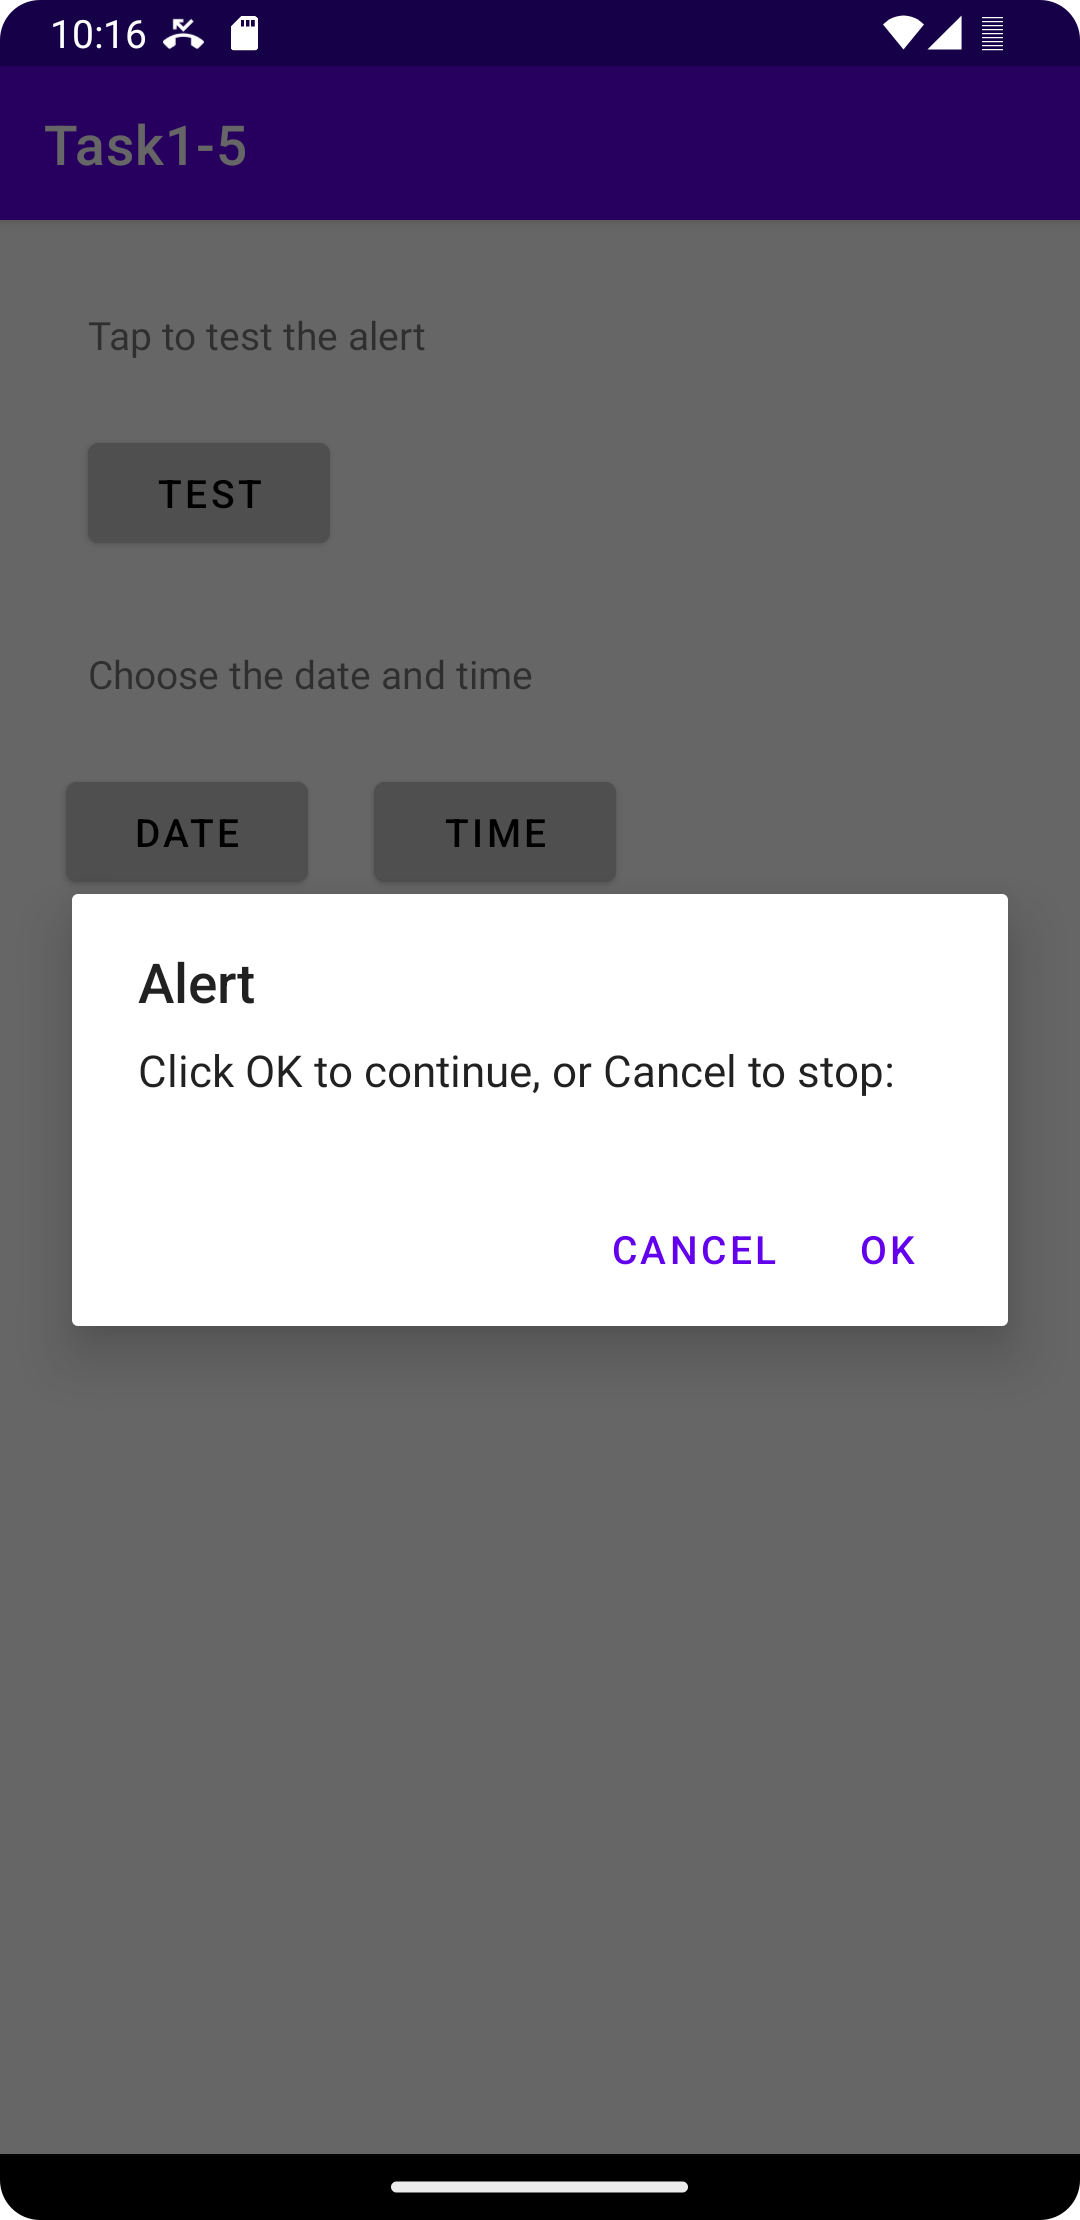 10:16
Task1-5
Tap to test the alert
TEST
Choose the date and time
DATE TIME
Alert
Click OK to continue, or Cancel to stop:
CANCEL OK